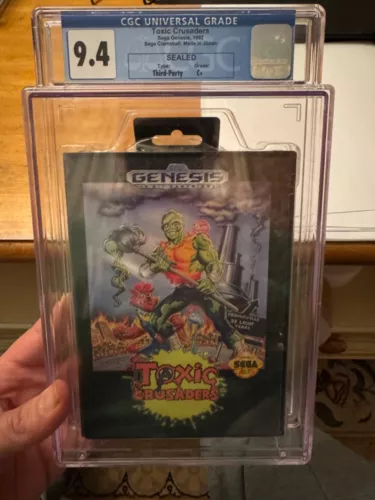 CGC UNIVERSAL GRADE
9.4
Toxic Crusaders
Sega Genesis, 1992
Sega Clamshell, Made in Japan
SEALED
Type:
Grade:
Third-Party
C+
GENESIS
TOXIC
CRUSADERS
SEGA